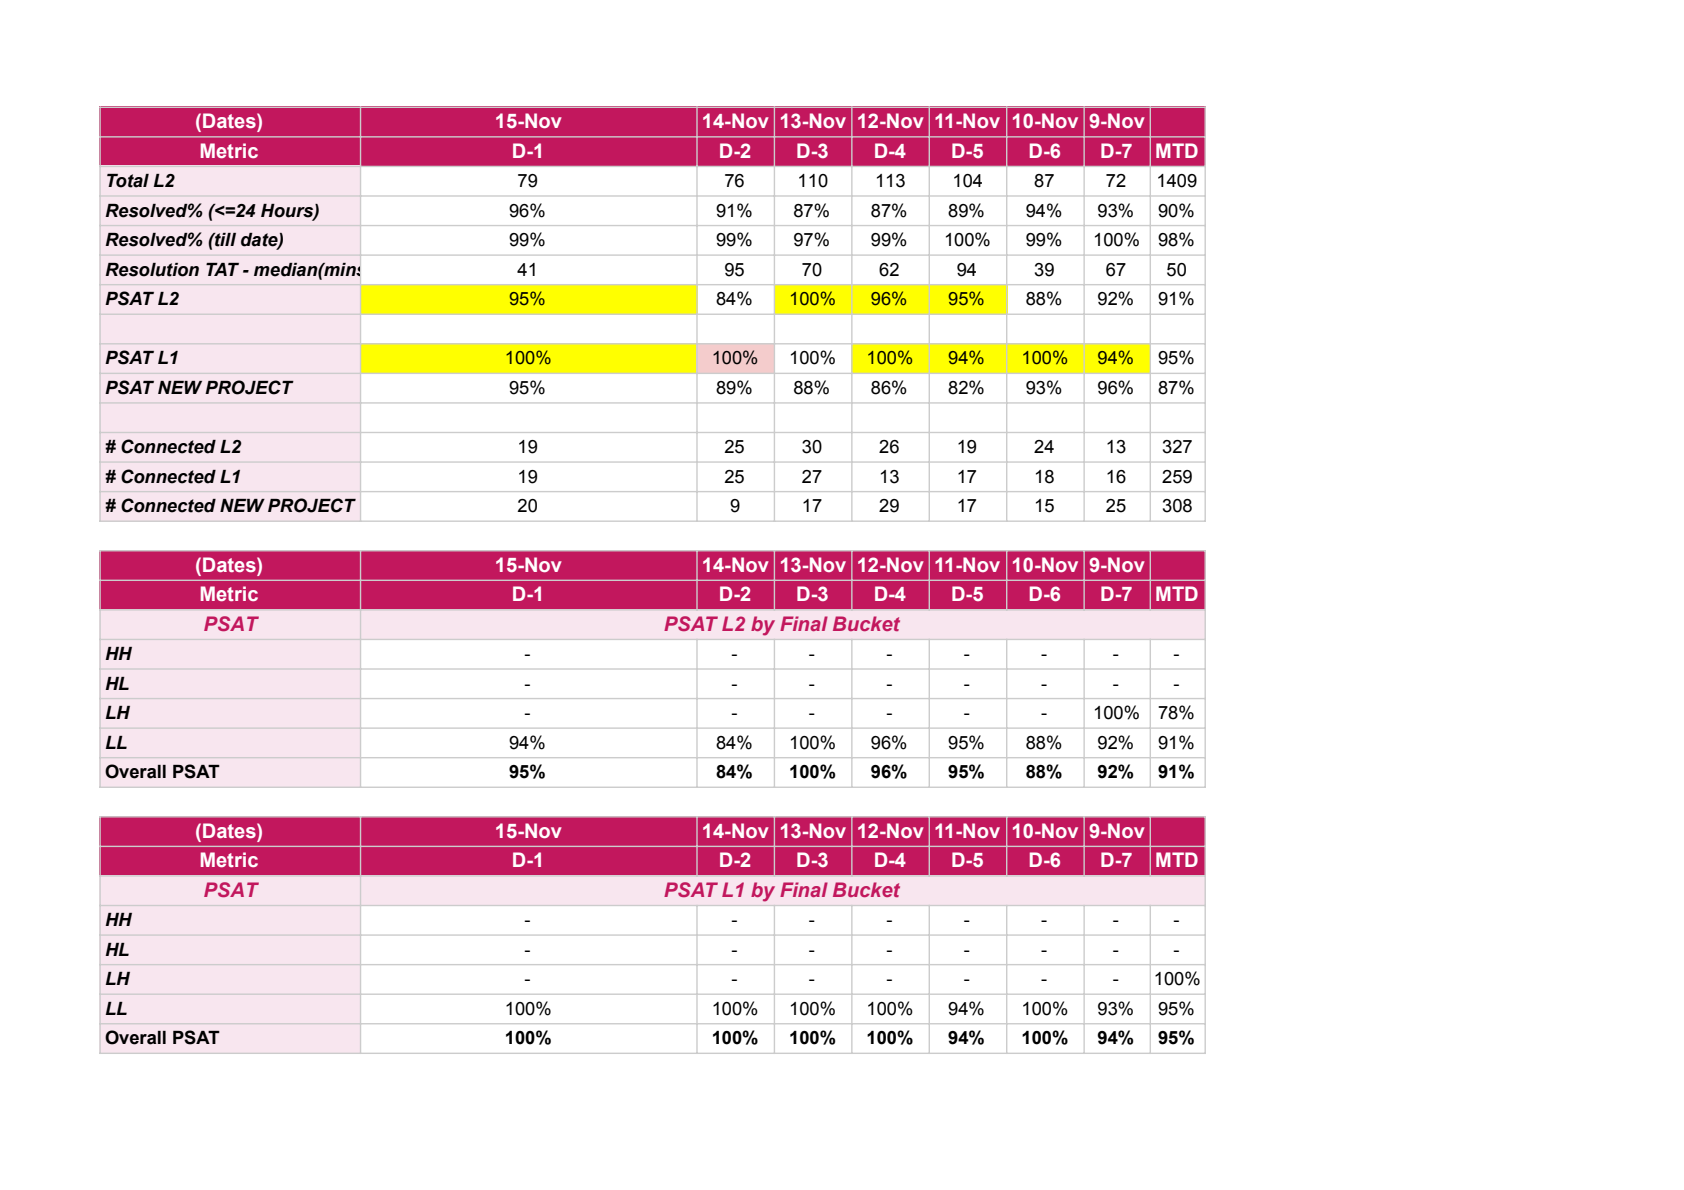 (Dates) 15-Nov 14-Nov 13-Nov 12-Nov 11-Nov 10-Nov 9-Nov
Metric D-1 D-2 D-3 D-4 D-5 D-6 D-7 MTD
Total L2 79 76 110 113 104 87 72 1409
Resolved% (<=24 Hours) 96% 91% 87% 87% 89% 94% 93% 90%
Resolved% (till date) 99% 99% 97% 99% 100% 99% 100% 98%
Resolution TAT - median(mins 41 95 70 62 94 39 67 50
PSAT L2 95% 84% 100% 96% 95% 88% 92% 91%
PSAT L1 100% 100% 100% 100% 94% 100% 94% 95%
PSAT NEW PROJECT 95% 89% 88% 86% 82% 93% 96% 87%
# Connected L2 19 25 30 26 19 24 13 327
# Connected L1 19 25 27 13 17 18 16 259
# Connected NEW PROJECT 20 9 17 29 17 15 25 308
(Dates) 15-Nov 14-Nov 13-Nov 12-Nov 11-Nov 10-Nov 9-Nov
Metric D-1 D-2 D-3 D-4 D-5 D-6 D-7 MTD
PSAT PSAT L2 by Final Bucket
HH - - - - - - - -
HL - - - - - - - -
LH - - - - - - 100% 78%
LL 94% 84% 100% 96% 95% 88% 92% 91%
Overall PSAT 95% 84% 100% 96% 95% 88% 92% 91%
(Dates) 15-Nov 14-Nov 13-Nov 12-Nov 11-Nov 10-Nov 9-Nov
Metric D-1 D-2 D-3 D-4 D-5 D-6 D-7 MTD
PSAT PSAT L1 by Final Bucket
HH - - - - - - - -
HL - - - - - - - -
LH - - - - - - - 100%
LL 100% 100% 100% 100% 94% 100% 93% 95%
Overall PSAT 100% 100% 100% 100% 94% 100% 94% 95%